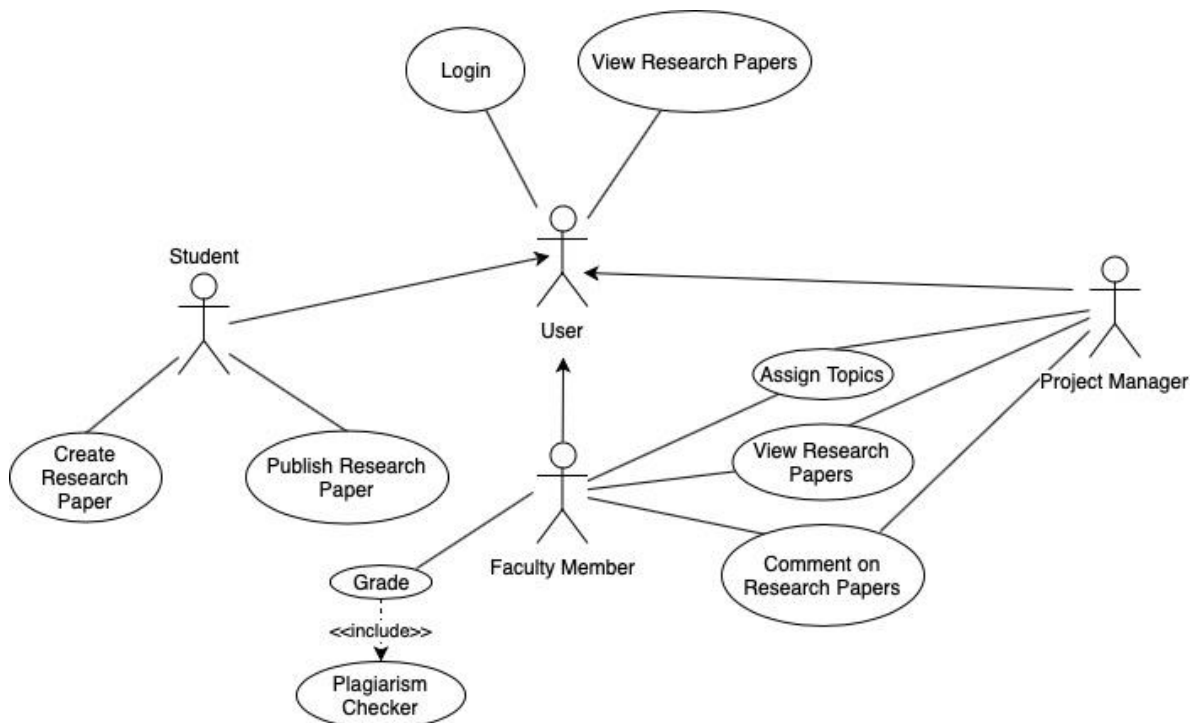 Login
View Research Papers
Student
User
Project Manager
Assign Topics
View Research
Papers
Create
Research
Paper
Publish Research
Paper
Faculty Member
Comment on
Research Papers
Grade
<<include>>
Plagiarism
Checker